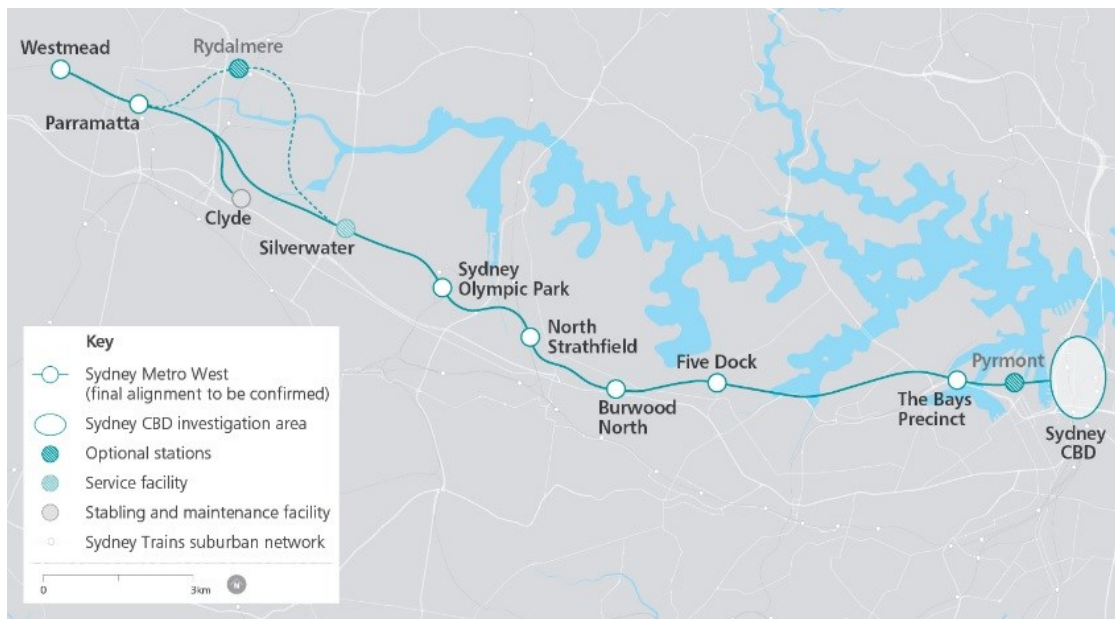 Westmead
Rydalmere
Parramatta
Clyde
Silverwater
Sydney
Olympic Park
North
Strathfield
Five Dock
Burwood
North
Pyrmont
The Bays
Precinct
Sydney
CBD
Key
Sydney Metro West
(final alignment to be confirmed)
Sydney CBD investigation area
Optional stations
Service facility
Stabling and maintenance facility
Sydney Trains suburban network
0
3km
N